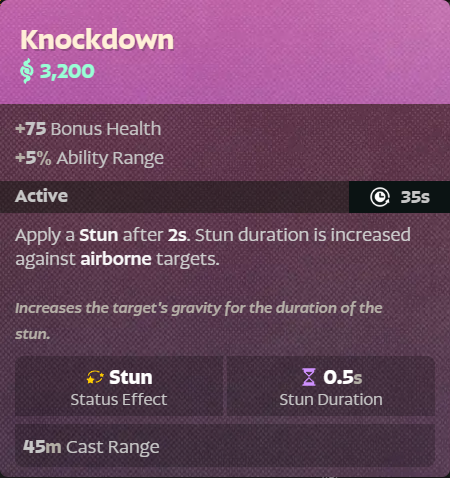 Knockdown
3,200
+75 Bonus Health
+5% Ability Range
Active
35s
Apply a Stun after 2s. Stun duration is increased
against airborne targets.
Increases the target's gravity for the duration of the
stun.
Stun
Status Effect
0.5s
Stun Duration
45m Cast Range